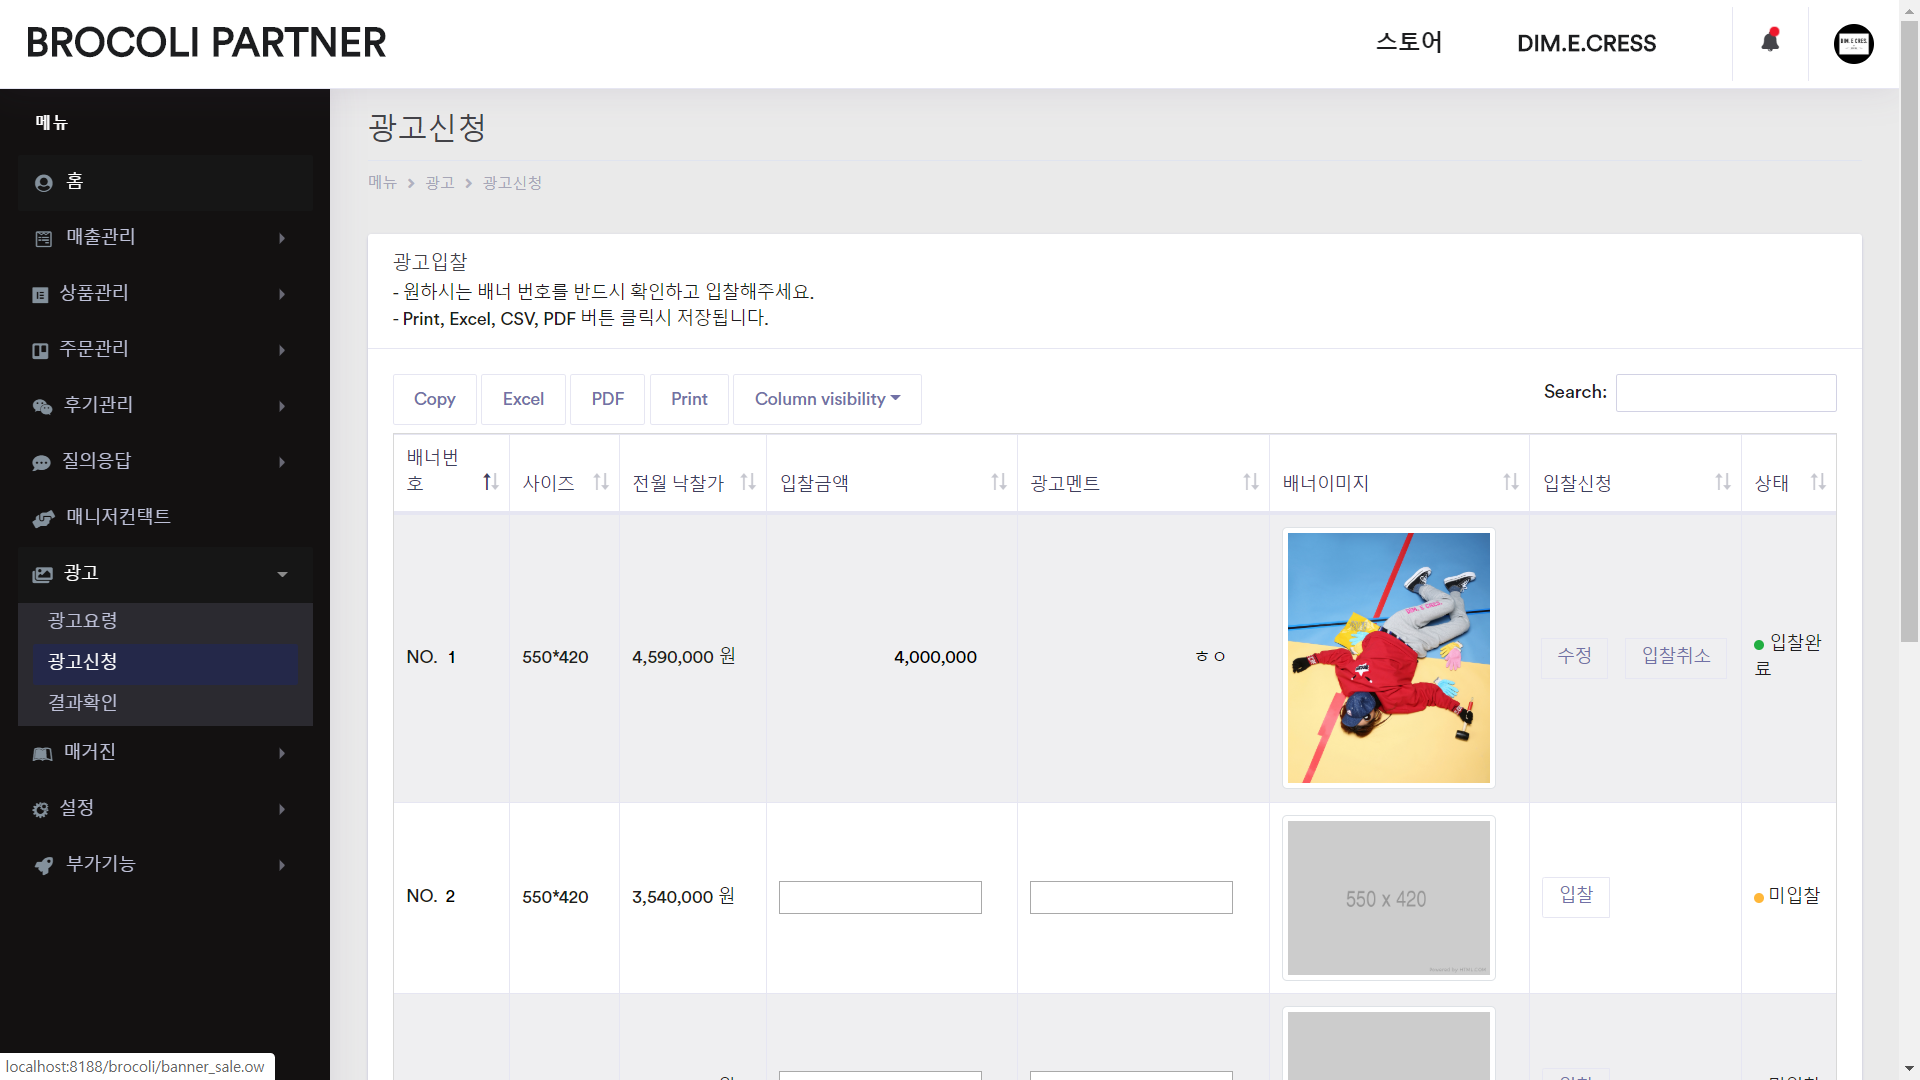 BROCOLI PARTNER
스토어
DIM.E.CRESS
메뉴
홈
매출관리
상품관리
주문관리
후기관리
질의응답
매니저컨택트
광고
광고요령
광고신청
결과확인
매거진
설정
부가기능
광고신청
메뉴 > 광고 > 광고신청
광고입찰
- 원하시는 배너 번호를 반드시 확인하고 입찰해주세요.
- Print, Excel, CSV, PDF 버튼 클릭시 저장됩니다.
Copy Excel PDF Print Column visibility
Search:
배너번호 사이즈 전월 낙찰가 입찰금액 광고멘트 배너이미지 입찰신청 상태
NO. 1 550*420 4,590,000 원 4,000,000 ㅎㅇ 수정 입찰취소 입찰완료
DIM. E CRES.
NO. 2 550*420 3,540,000 원 550 x 420 입찰 미입찰
localhost:8188/brocoli/banner_sale.ow